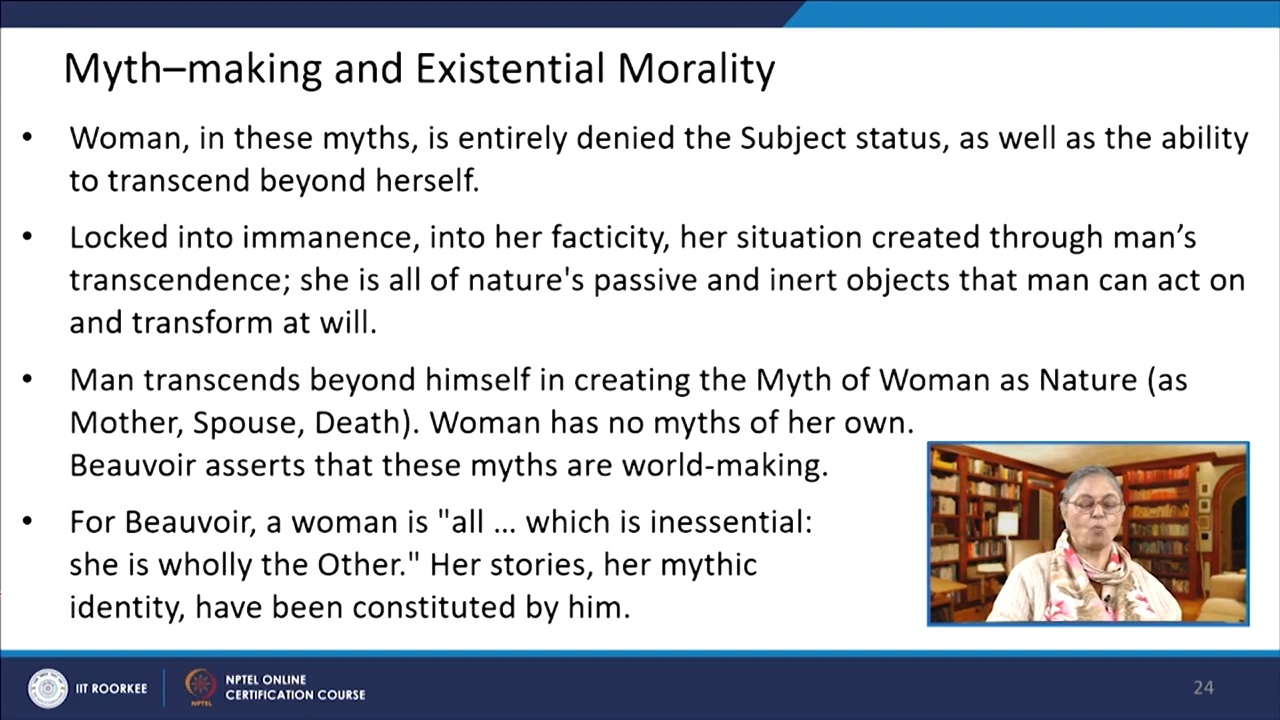 Myth–making and Existential Morality
• Woman, in these myths, is entirely denied the Subject status, as well as the ability
to transcend beyond herself.
• Locked into immanence, into her facticity, her situation created through man’s
transcendence; she is all of nature's passive and inert objects that man can act on
and transform at will.
• Man transcends beyond himself in creating the Myth of Woman as Nature (as
Mother, Spouse, Death). Woman has no myths of her own.
Beauvoir asserts that these myths are world-making.
• For Beauvoir, a woman is "all ... which is inessential:
she is wholly the Other." Her stories, her mythic
identity, have been constituted by him.
IIT ROORKEE
NPTEL
NPTEL ONLINE
CERTIFICATION COURSE
24